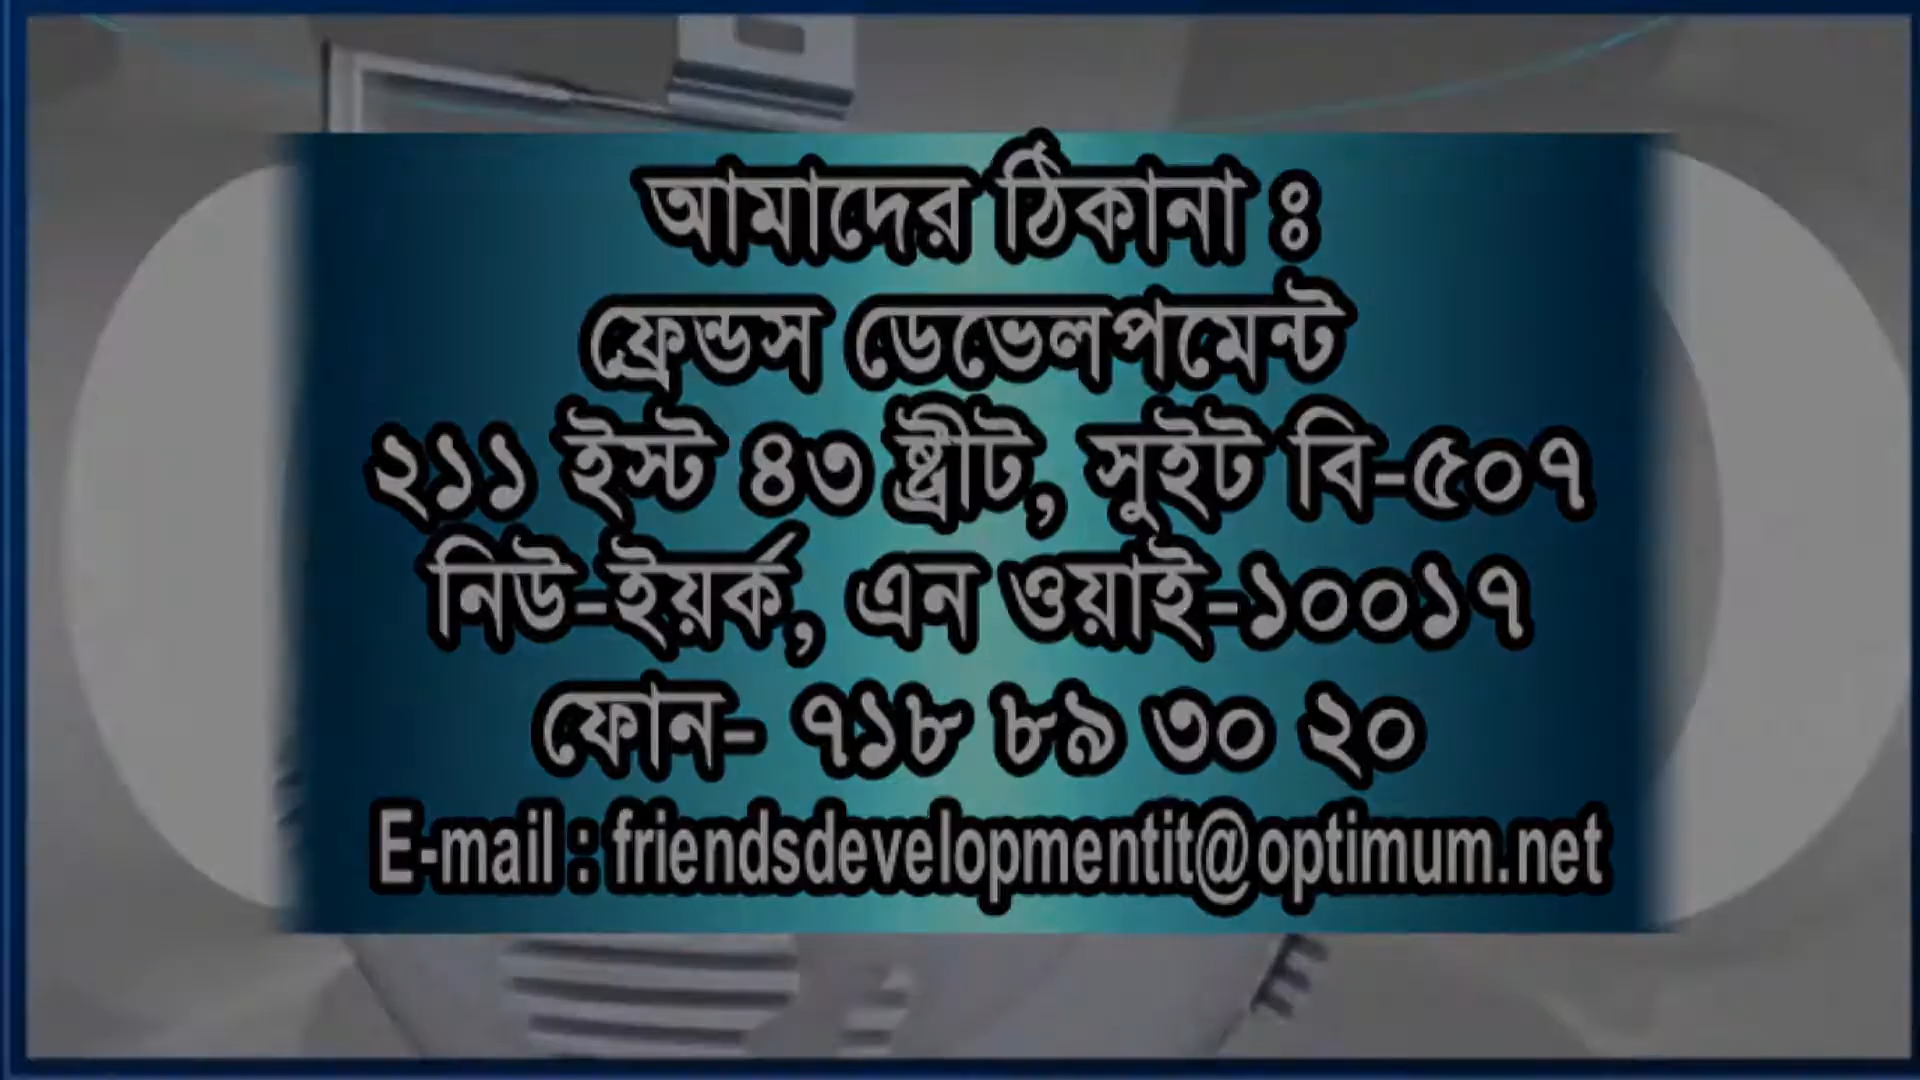 আমাদের ঠিকানা ঃ
ফ্রেন্ডস ডেভেলপমেন্ট
২১১ ইস্ট ৪৩ ষ্ট্রীট, সুইট বি-৫০৭
নিউ-ইয়র্ক, এন ওয়াই-১০০১৭
ফোন- ৭১৮ ৮৯ ৩০ ২০
E-mail : friendsdevelopmentit@optimum.net